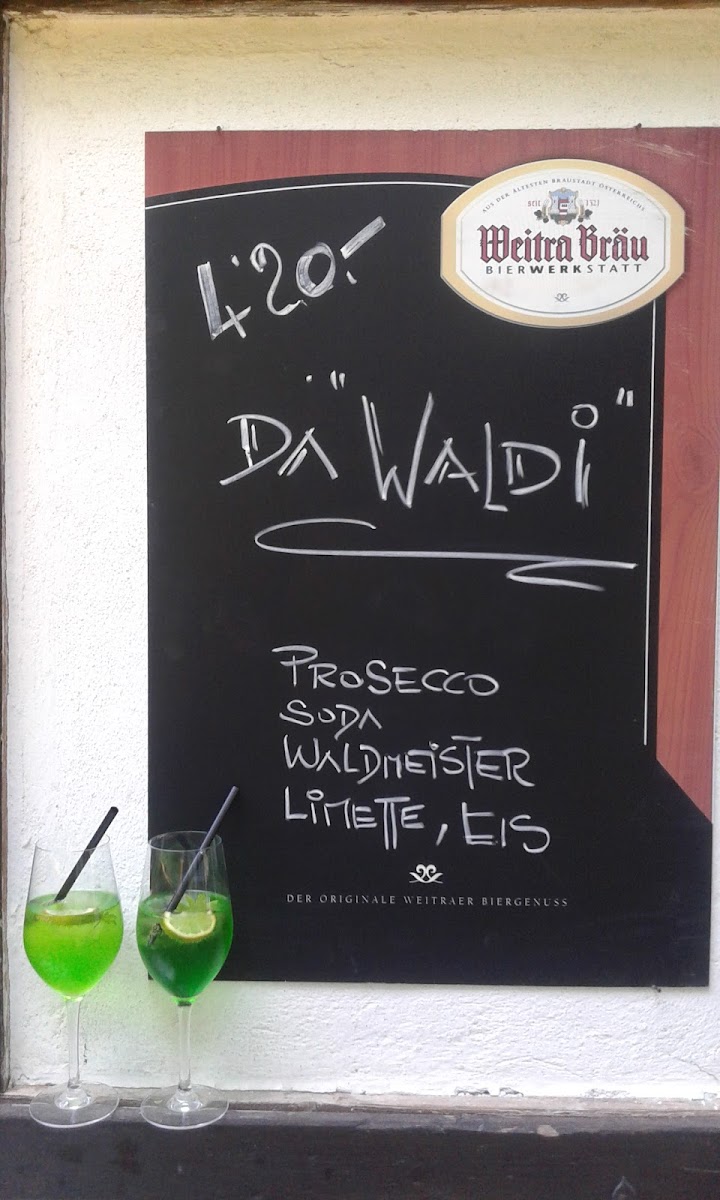 AUS DER ÄLTESTEN BRAUSTADT ÖSTERREICHS
SEIT 1321
Weitra Bräu
BIERWERKSTATT
4'20.-
DA "WALDI"
PROSECCO
SODA
WALDMEISTER
LIMETTE, EIS
DER ORIGINALE WEITRAER BIERGENUSS